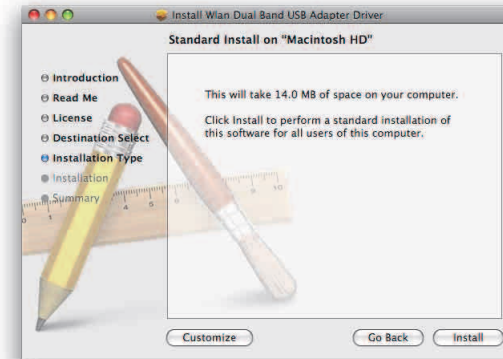 Install Wlan Dual Band USB Adapter Driver
Standard Install on "Macintosh HD"
Introduction
Read Me
License
Destination Select
Installation Type
Installation
Summary
This will take 14.0 MB of space on your computer.
Click Install to perform a standard installation of
this software for all users of this computer.
Customize
Go Back
Install